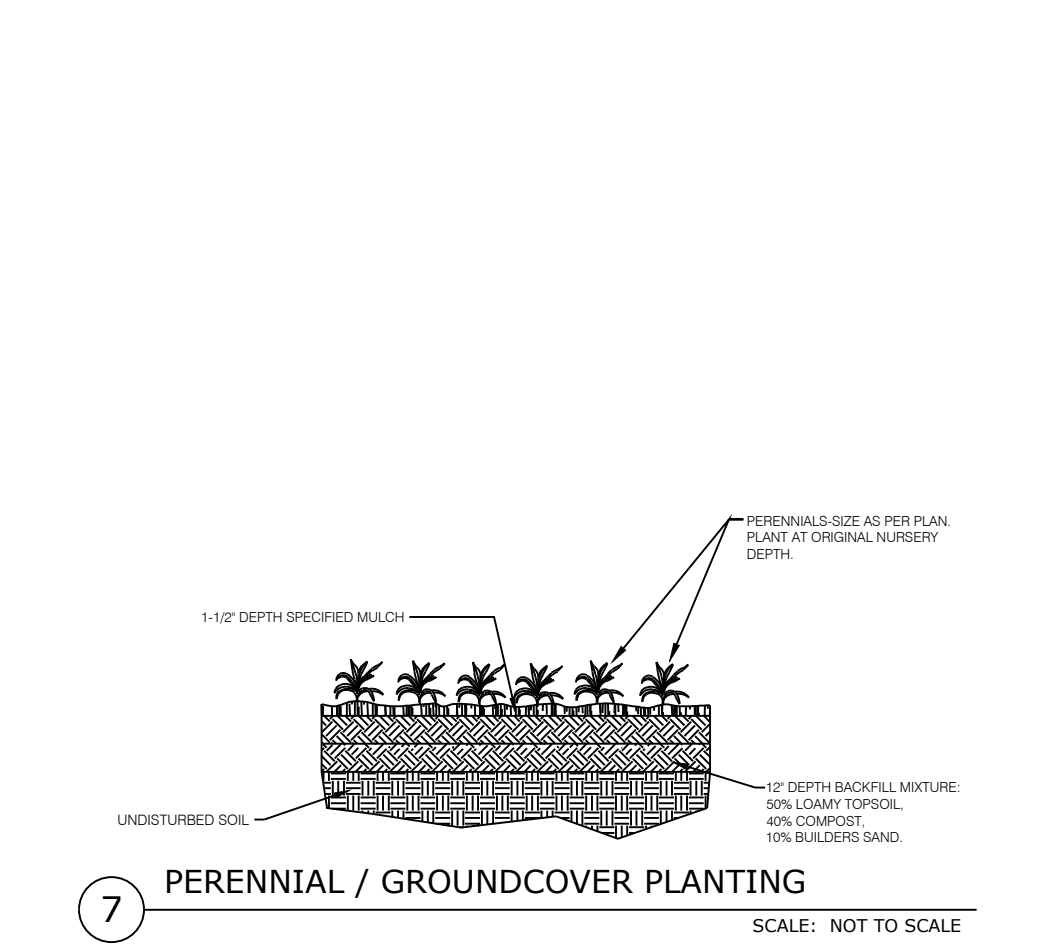 PERENNIALS-SIZE AS PER PLAN.
PLANT AT ORIGINAL NURSERY
DEPTH.
1-1/2" DEPTH SPECIFIED MULCH
12" DEPTH BACKFILL MIXTURE:
50% LOAMY TOPSOIL,
40% COMPOST,
10% BUILDERS SAND.
UNDISTURBED SOIL
7
PERENNIAL / GROUNDCOVER PLANTING
SCALE: NOT TO SCALE